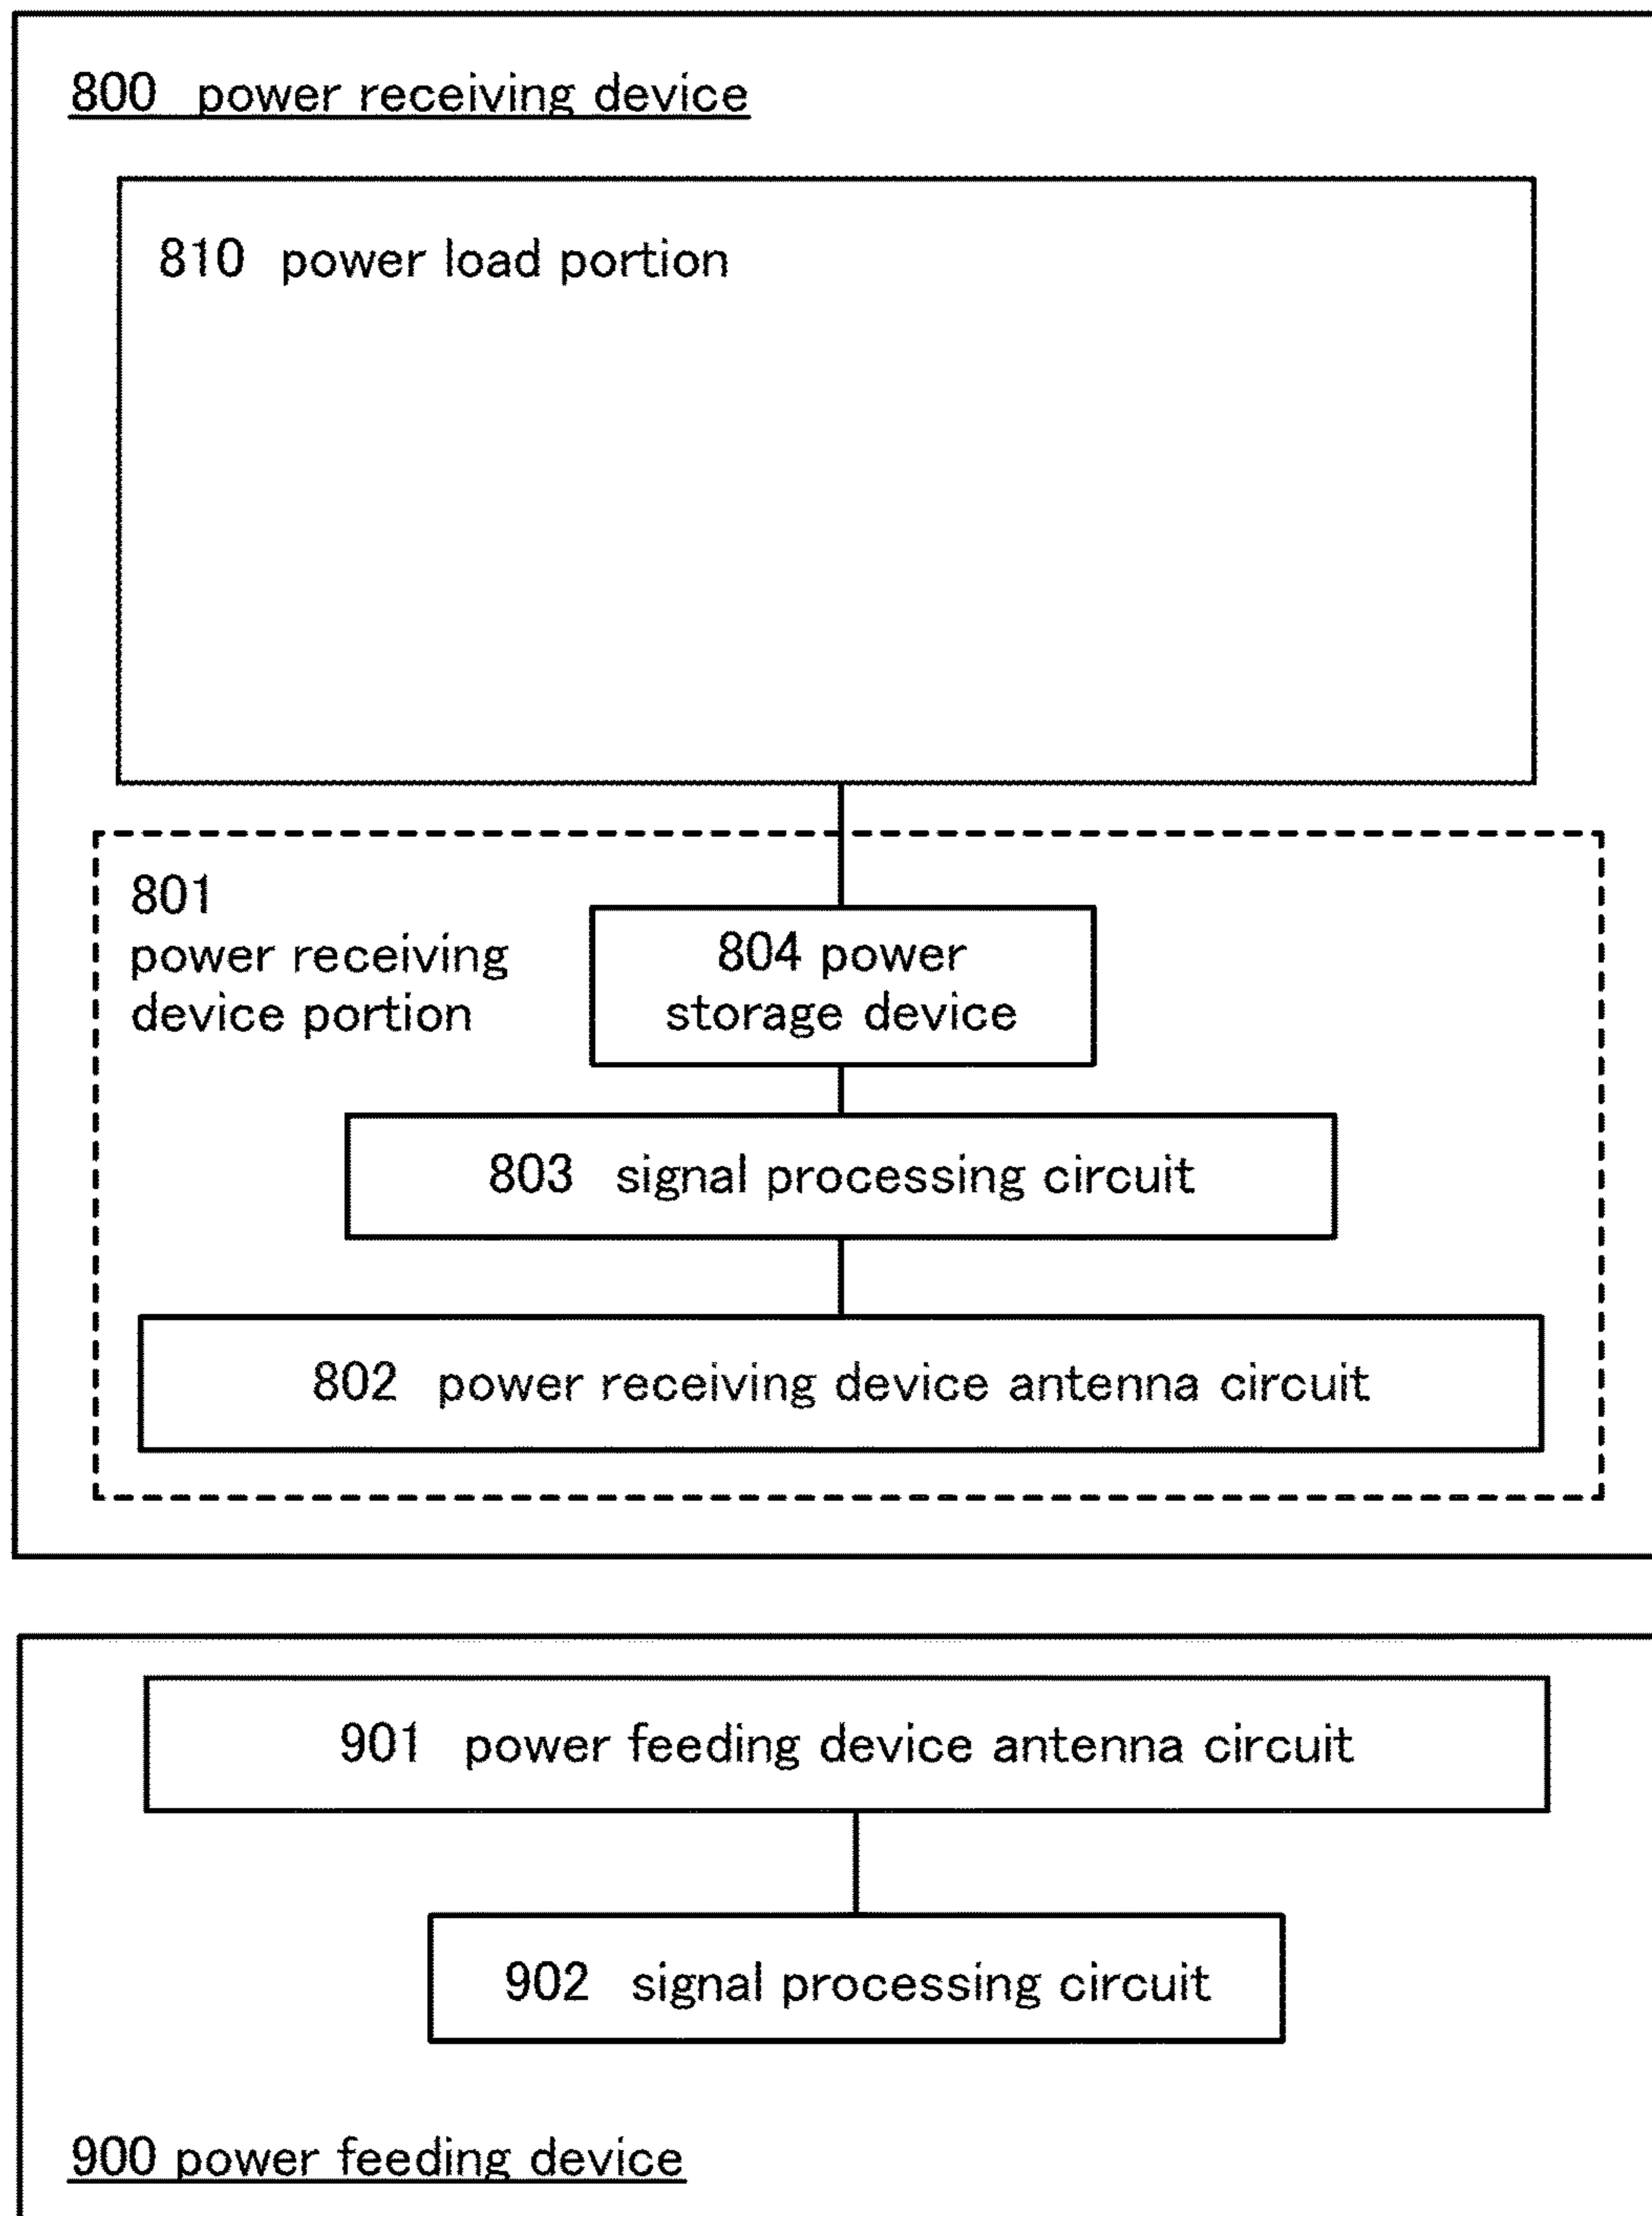 800 power receiving device
810 power load portion
801
power receiving
device portion
804 power
storage device
803 signal processing circuit
802 power receiving device antenna circuit
901 power feeding device antenna circuit
902 signal processing circuit
900 power feeding device